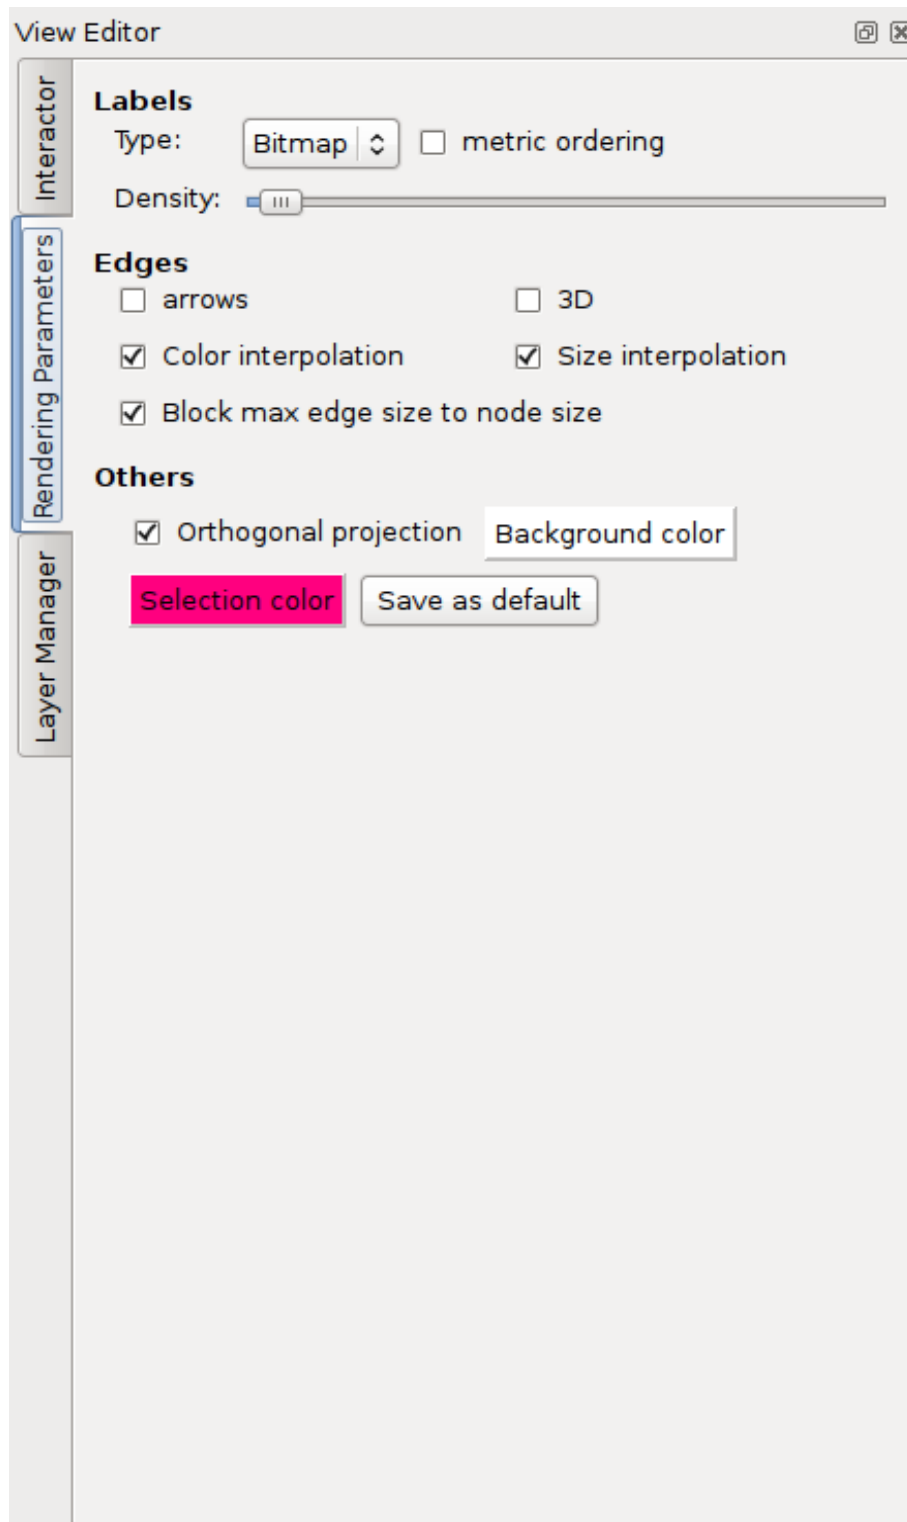 View Editor
Interactor
Rendering Parameters
Layer Manager
Labels
Type: Bitmap metric ordering
Density:
Edges
arrows 3D
Color interpolation Size interpolation
Block max edge size to node size
Others
Orthogonal projection Background color
Selection color Save as default